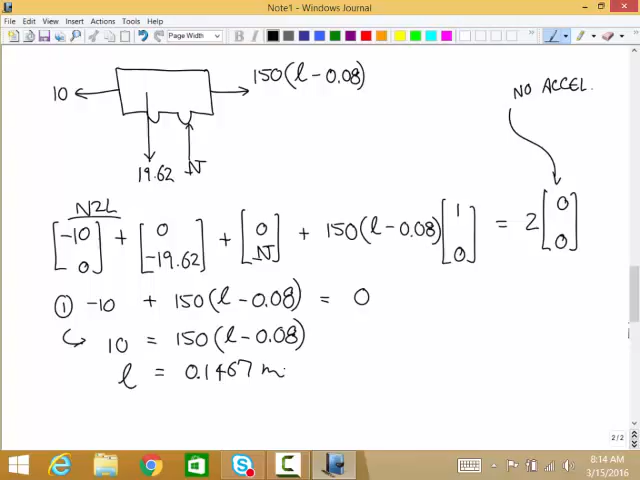 Note1 - Windows Journal
File Edit View Insert Actions Tools Help
Page Width
B I
10
150(l - 0.08)
NO ACCEL.
19.62
N
N2L
[-10 0] + [0 -19.62] + [0 N] + 150(l - 0.08) [1 0] = 2 [0 0]
① -10 + 150(l - 0.08) = 0
↳ 10 = 150(l - 0.08)
l = 0.1467 m
2/2
8:14 AM
3/15/2016